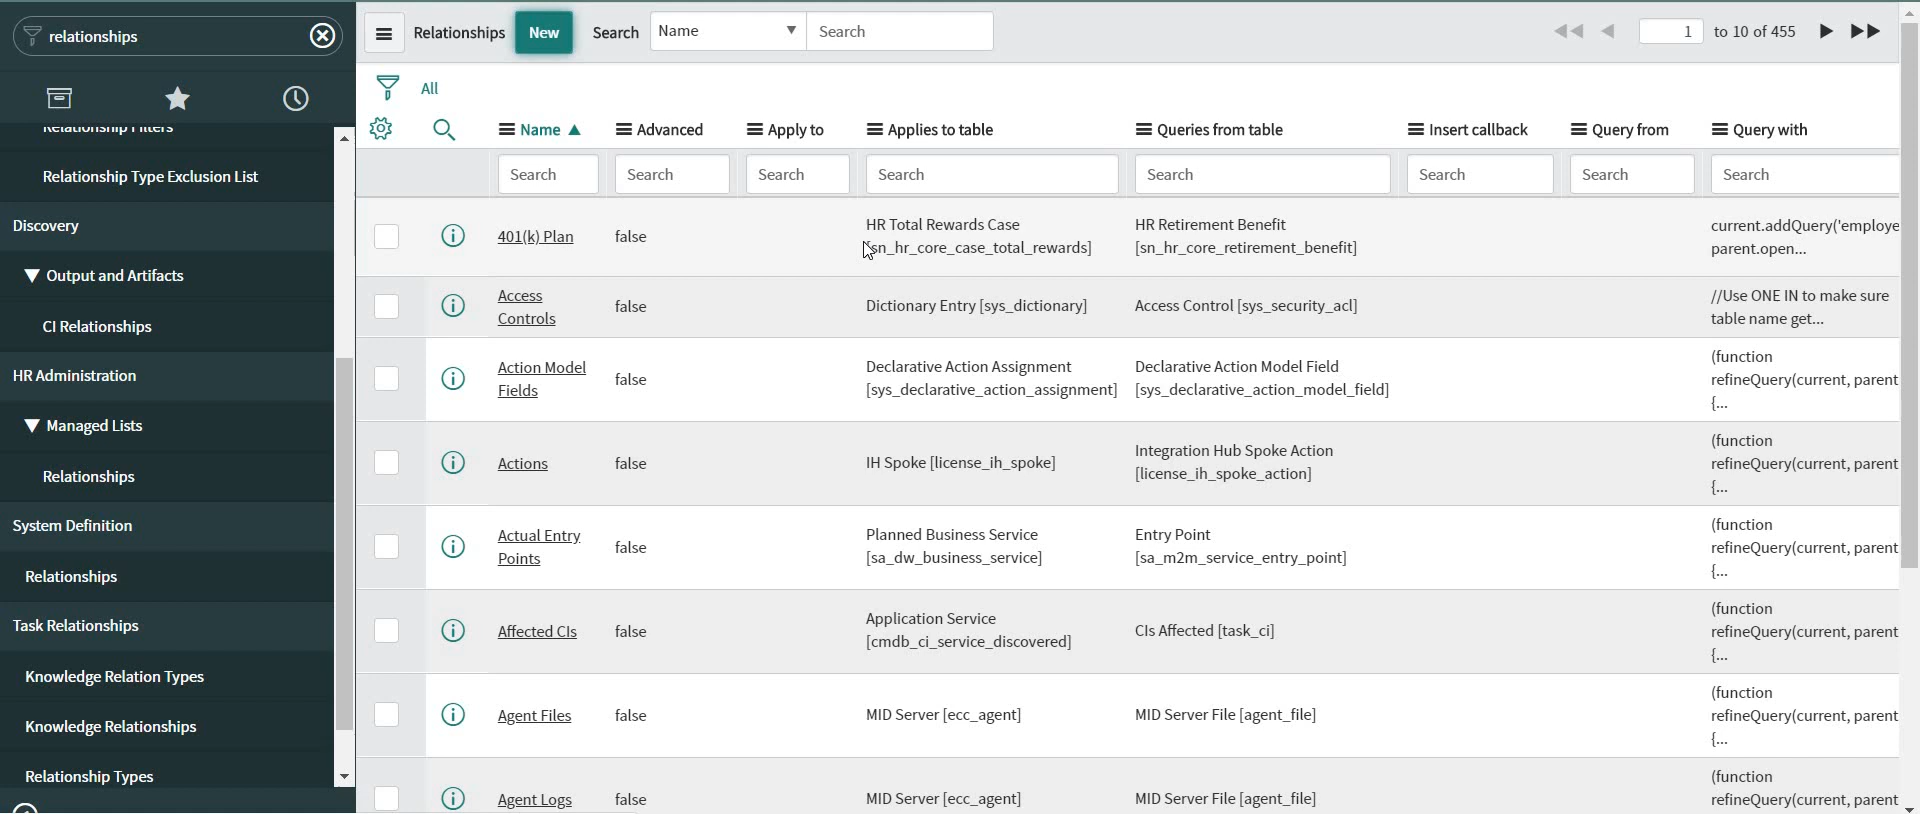 relationships
Relationships New Search Name Search 1 to 10 of 455
All
Relationship Filters
Relationship Type Exclusion List
Discovery
Output and Artifacts
CI Relationships
HR Administration
Managed Lists
Relationships
System Definition
Relationships
Task Relationships
Knowledge Relation Types
Knowledge Relationships
Relationship Types
Name Advanced Apply to Applies to table Queries from table Insert callback Query from Query with
Search Search Search Search Search Search Search Search
401(k) Plan false HR Total Rewards Case HR Retirement Benefit current.addQuery('employe
[sn_hr_core_case_total_rewards] [sn_hr_core_retirement_benefit] parent.open...
Access false Dictionary Entry [sys_dictionary] Access Control [sys_security_acl] //Use ONE IN to make sure
Controls table name get...
Action Model false Declarative Action Assignment Declarative Action Model Field (function
Fields [sys_declarative_action_assignment] [sys_declarative_action_model_field] refineQuery(current, parent
{...
Actions false IH Spoke [license_ih_spoke] Integration Hub Spoke Action (function
[license_ih_spoke_action] refineQuery(current, parent
{...
Actual Entry false Planned Business Service Entry Point (function
Points [sa_dw_business_service] [sa_m2m_service_entry_point] refineQuery(current, parent
{...
Affected CIs false Application Service CIs Affected [task_ci] (function
[cmdb_ci_service_discovered] refineQuery(current, parent
{...
Agent Files false MID Server [ecc_agent] MID Server File [agent_file] (function
refineQuery(current, parent
{...
Agent Logs false MID Server [ecc_agent] MID Server File [agent_file] (function
refineQuery(current, parent